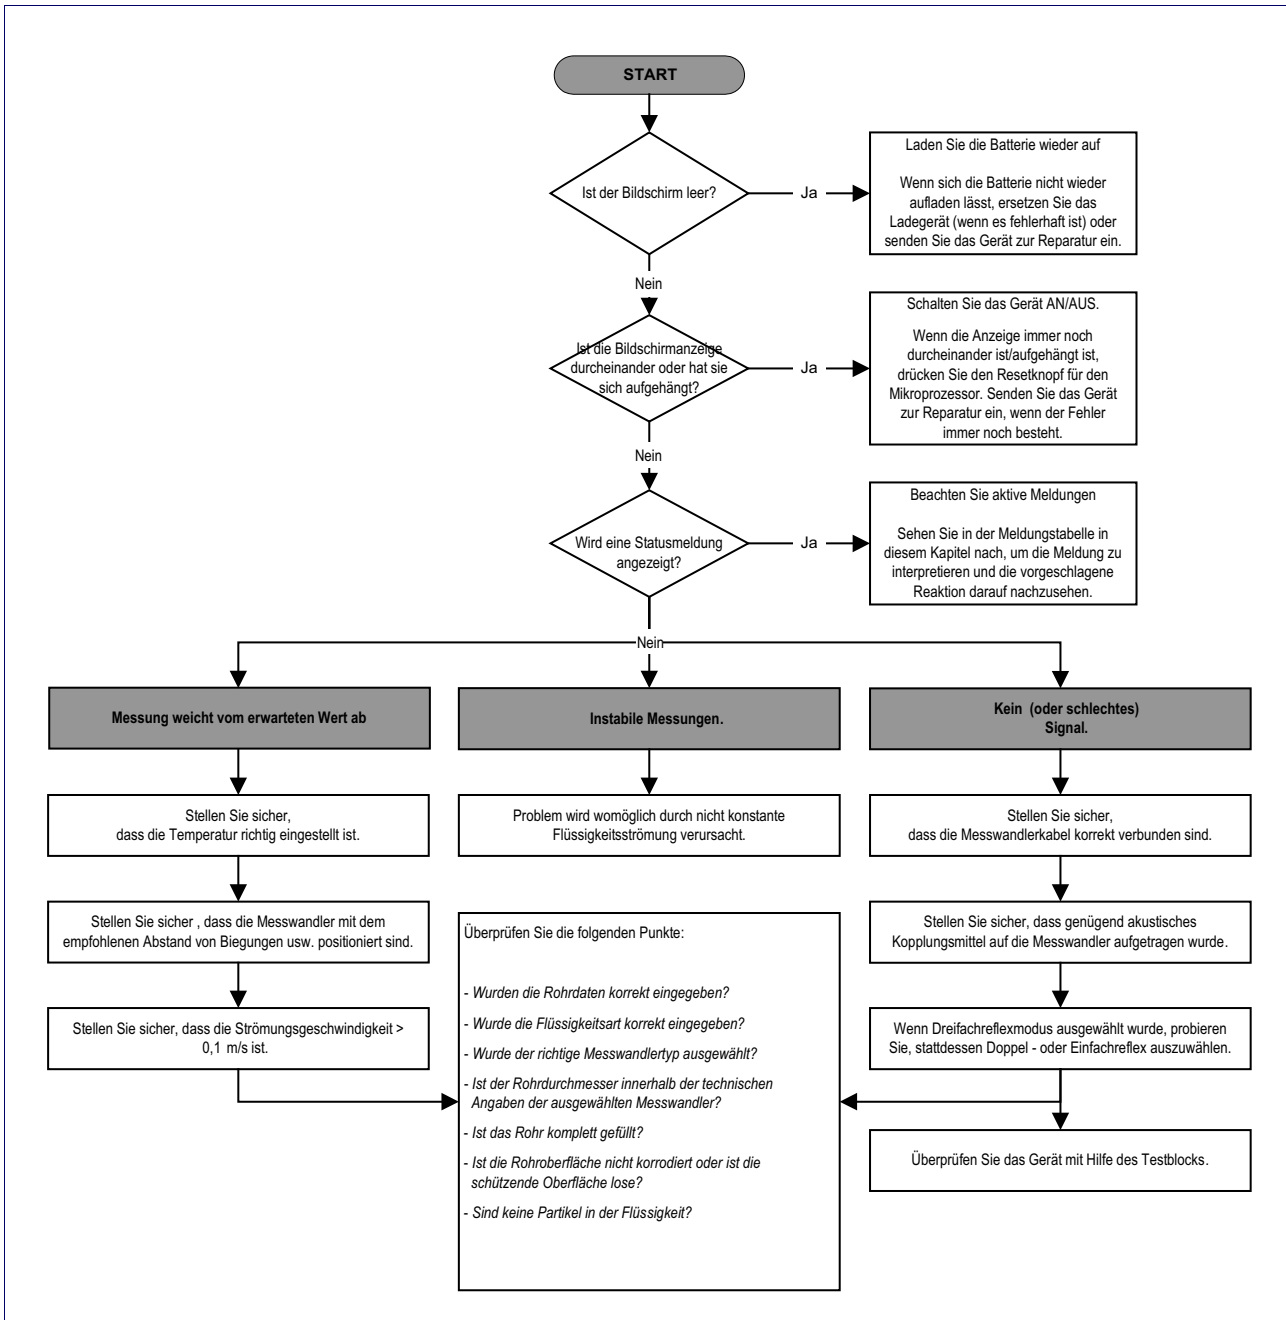 START
Ist der Bildschirm leer?
Ja
Laden Sie die Batterie wieder auf
Wenn sich die Batterie nicht wieder
aufladen lässt, ersetzen Sie das
Ladegerät (wenn es fehlerhaft ist) oder
senden Sie das Gerät zur Reparatur ein.
Nein
Ist die Bildschirmanzeige
durcheinander oder hat sie
sich aufgehängt?
Ja
Schalten Sie das Gerät AN/AUS.
Wenn die Anzeige immer noch
durcheinander ist/aufgehängt ist,
drücken Sie den Resetknopf für den
Mikroprozessor. Senden Sie das Gerät
zur Reparatur ein, wenn der Fehler
immer noch besteht.
Nein
Wird eine Statusmeldung
angezeigt?
Ja
Beachten Sie aktive Meldungen
Sehen Sie in der Meldungstabelle in
diesem Kapitel nach, um die Meldung zu
interpretieren und die vorgeschlagene
Reaktion darauf nachzusehen.
Nein
Messung weicht vom erwarteten Wert ab
Stellen Sie sicher,
dass die Temperatur richtig eingestellt ist.
Stellen Sie sicher , dass die Messwandler mit dem
empfohlenen Abstand von Biegungen usw. positioniert sind.
Stellen Sie sicher, dass die Strömungsgeschwindigkeit >
0,1 m/s ist.
Instabile Messungen.
Problem wird womöglich durch nicht konstante
Flüssigkeitsströmung verursacht.
Überprüfen Sie die folgenden Punkte:
- Wurden die Rohrdaten korrekt eingegeben?
- Wurde die Flüssigkeitsart korrekt eingegeben?
- Wurde der richtige Messwandlertyp ausgewählt?
- Ist der Rohrdurchmesser innerhalb der technischen
Angaben der ausgewählten Messwandler?
- Ist das Rohr komplett gefüllt?
- Ist die Rohroberfläche nicht korrodiert oder ist die
schützende Oberfläche lose?
- Sind keine Partikel in der Flüssigkeit?
Kein (oder schlechtes)
Signal.
Stellen Sie sicher,
dass die Messwandlerkabel korrekt verbunden sind.
Stellen Sie sicher, dass genügend akustisches
Kopplungsmittel auf die Messwandler aufgetragen wurde.
Wenn Dreifachreflexmodus ausgewählt wurde, probieren
Sie, stattdessen Doppel - oder Einfachreflex auszuwählen.
Überprüfen Sie das Gerät mit Hilfe des Testblocks.